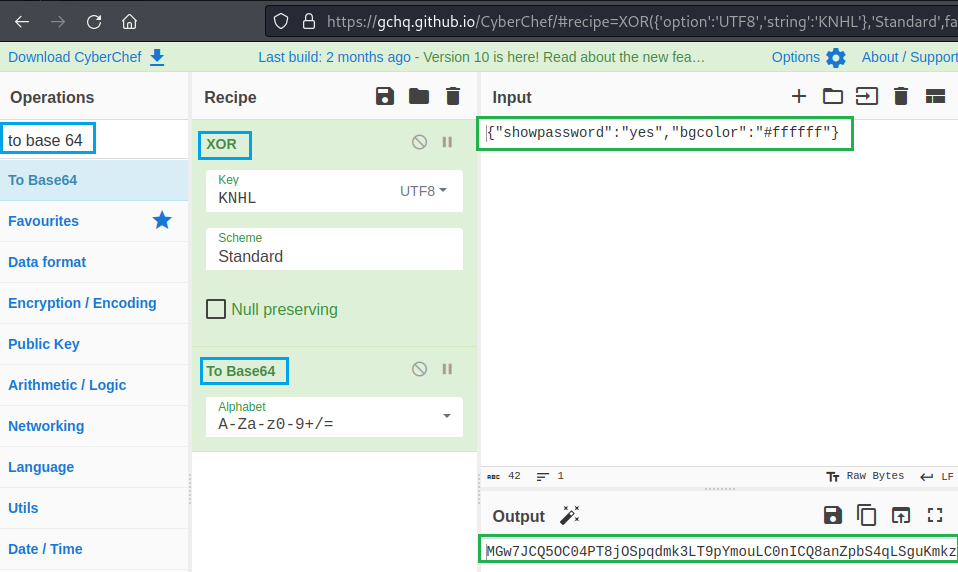 https://gchq.github.io/CyberChef/#recipe=XOR({'option':'UTF8','string':'KNHL'},'Standard',fa
Download CyberChef
Last build: 2 months ago - Version 10 is here! Read about the new fea…
Options
About / Support
Operations
to base 64
To Base64
Favourites
Data format
Encryption / Encoding
Public Key
Arithmetic / Logic
Networking
Language
Utils
Date / Time
Recipe
XOR
Key
KNHL
UTF8
Scheme
Standard
Null preserving
To Base64
Alphabet
A-Za-z0-9+/=
Input
{"showpassword":"yes","bgcolor":"#ffffff"}
ABC 42 1
Tт Raw Bytes LF
Output
MGw7JCQ5OC04PT8jOSpqdmk3LT9pYmouLC0nICQ8anZpbS4qLSguKmkz